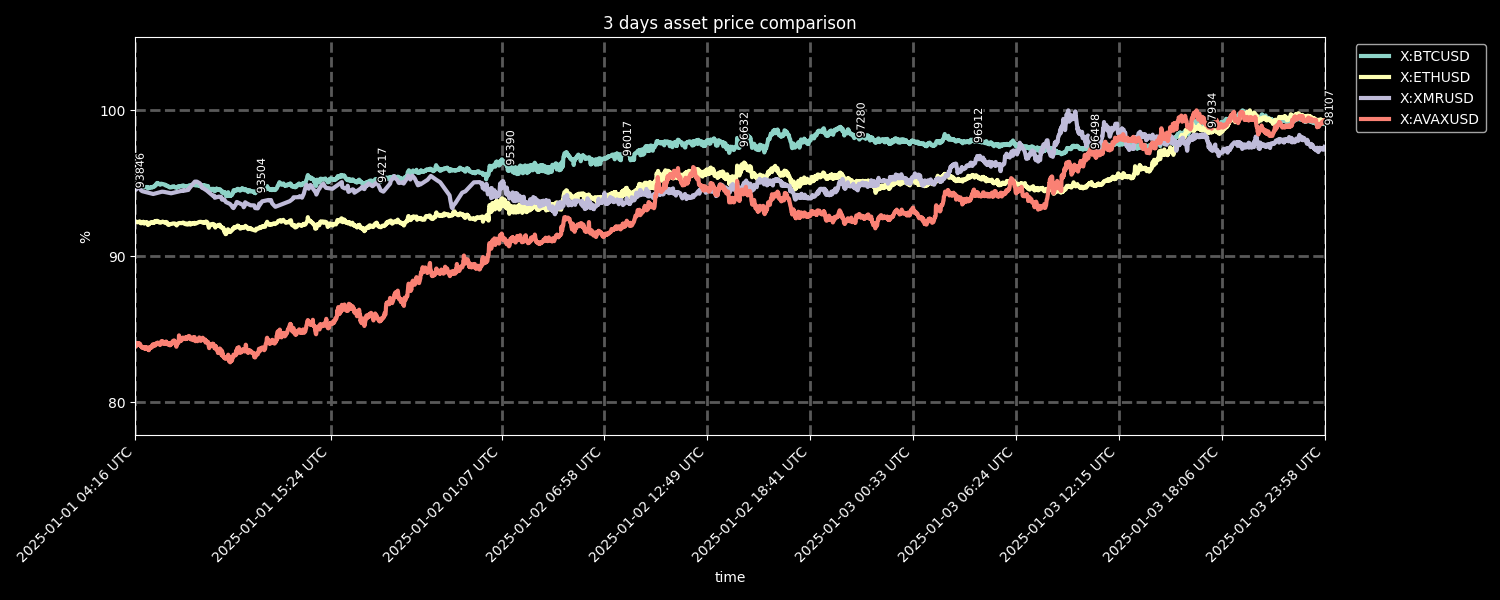 3 days asset price comparison
X:BTCUSD
X:ETHUSD
X:XMRUSD
X:AVAXUSD
%
100
90
80
93846
93504
94217
95390
96017
96632
97280
96912
96498
97934
98107
2025-01-01 04:16 UTC
2025-01-01 15:24 UTC
2025-01-02 01:07 UTC
2025-01-02 06:58 UTC
2025-01-02 12:49 UTC
2025-01-02 18:41 UTC
2025-01-03 00:33 UTC
2025-01-03 06:24 UTC
2025-01-03 12:15 UTC
2025-01-03 18:06 UTC
2025-01-03 23:58 UTC
time